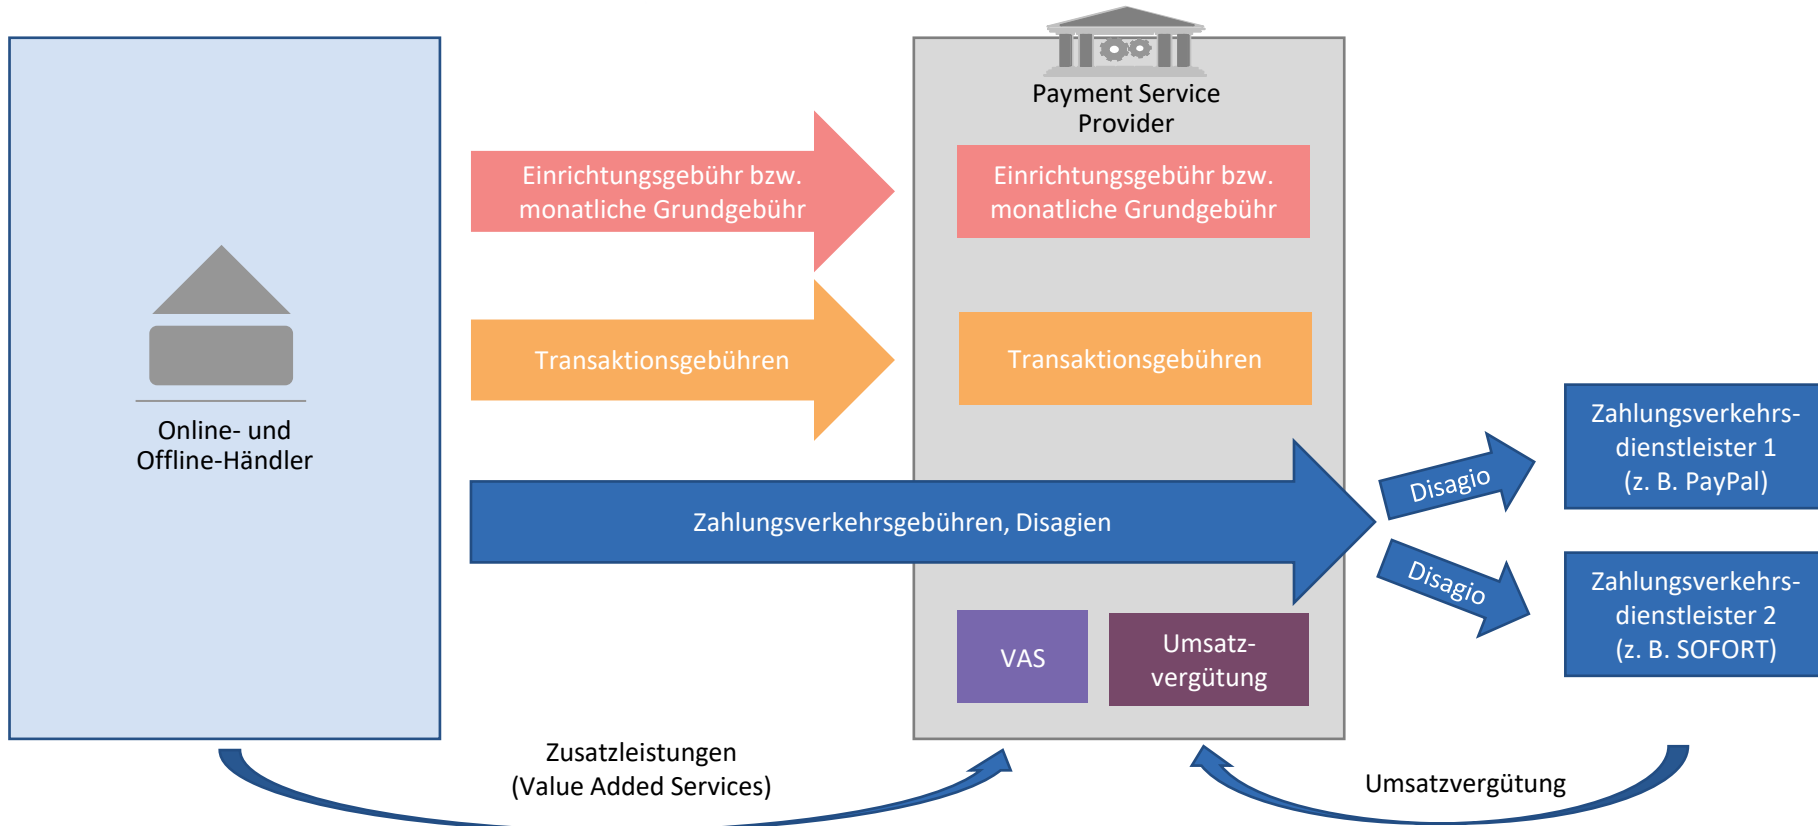 Payment Service
Provider
Einrichtungsgebühr bzw.
monatliche Grundgebühr
Einrichtungsgebühr bzw.
monatliche Grundgebühr
Transaktionsgebühren
Transaktionsgebühren
Online- und
Offline-Händler
Zahlungsverkehrsgebühren, Disagien
Disagio
Disagio
Zahlungsverkehrs-
dienstleister 1
(z. B. PayPal)
Zahlungsverkehrs-
dienstleister 2
(z. B. SOFORT)
VAS
Umsatz-
vergütung
Zusatzleistungen
(Value Added Services)
Umsatzvergütung